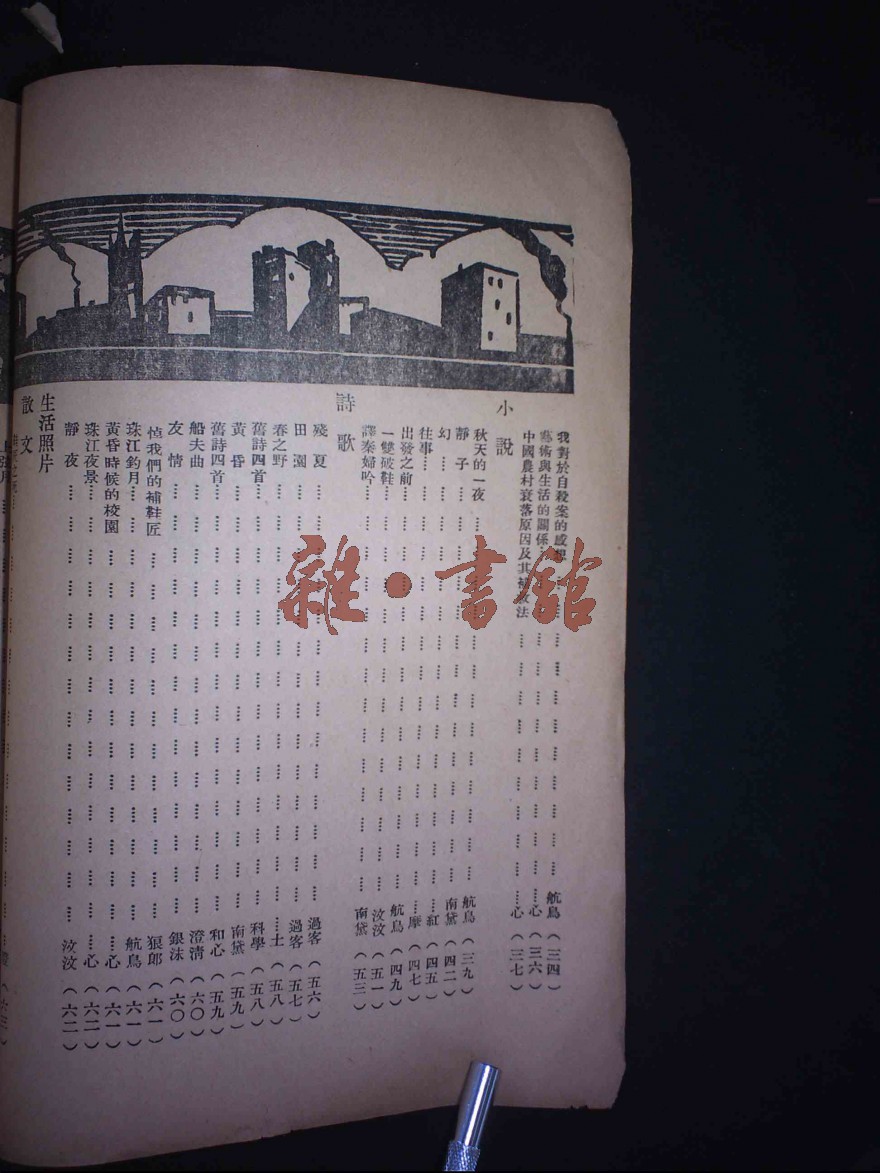 我對於自殺案的感想…………航鳥(三四)
藝術與生活的關係…………心(三六)
中國農村衰落原因及其補救法…………心(三七)
小說
秋天的一夜…………航鳥(三九)
靜子…………南黛(四二)
幻…………紅(四五)
往事…………摩(四七)
出發之前…………航鳥(四九)
一雙破鞋…………汶汶(五一)
譯秦婦吟…………南黛(五三)
詩歌
殘夏…………過客(五六)
田園…………過客(五七)
春之野…………士(五八)
舊詩四首…………科學(五八)
黃昏…………南黛(五九)
舊詩四首…………和心(五九)
船夫曲…………澄清(六〇)
友情…………銀沫(六〇)
悼我們的補鞋匠…………狠郎(六一)
珠江釣月…………航鳥(六一)
黃昏時候的校園…………心(六一)
珠江夜景…………心(六二)
靜夜…………汶汶(六二)
生活照片
散文
(六三)
雜·書館